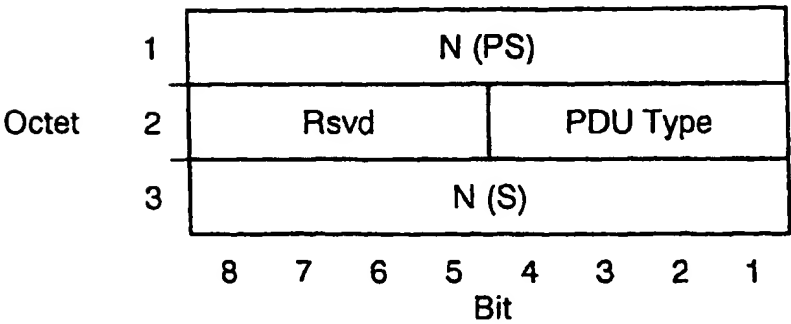 1 N (PS)
Octet 2 Rsvd PDU Type
3 N (S)
8 7 6 5 4 3 2 1
Bit